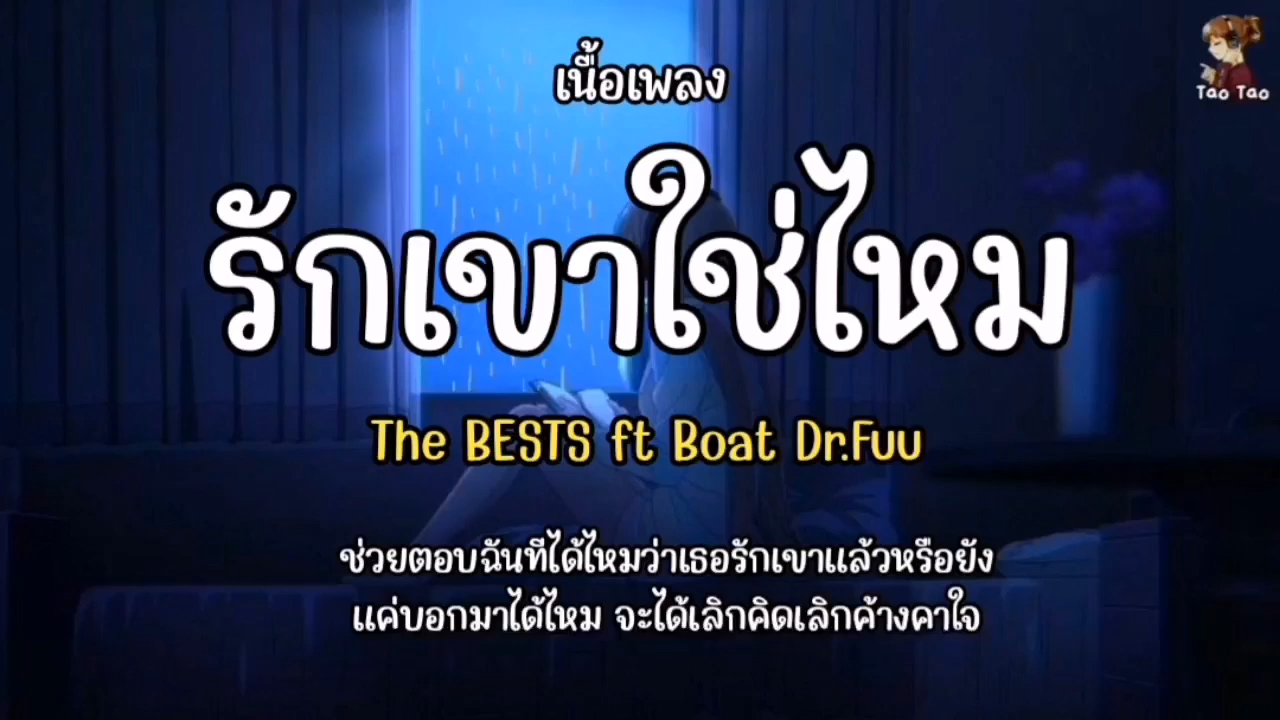 เนื้อเพลง
Tao Tao
รักเขาใช่ไหม
The BESTS ft Boat Dr.Fuu
ช่วยตอบฉันทีได้ไหมว่าเธอรักเขาแล้วหรือยัง
แค่บอกมาได้ไหม จะได้เลิกคิดเลิกค้างคาใจ